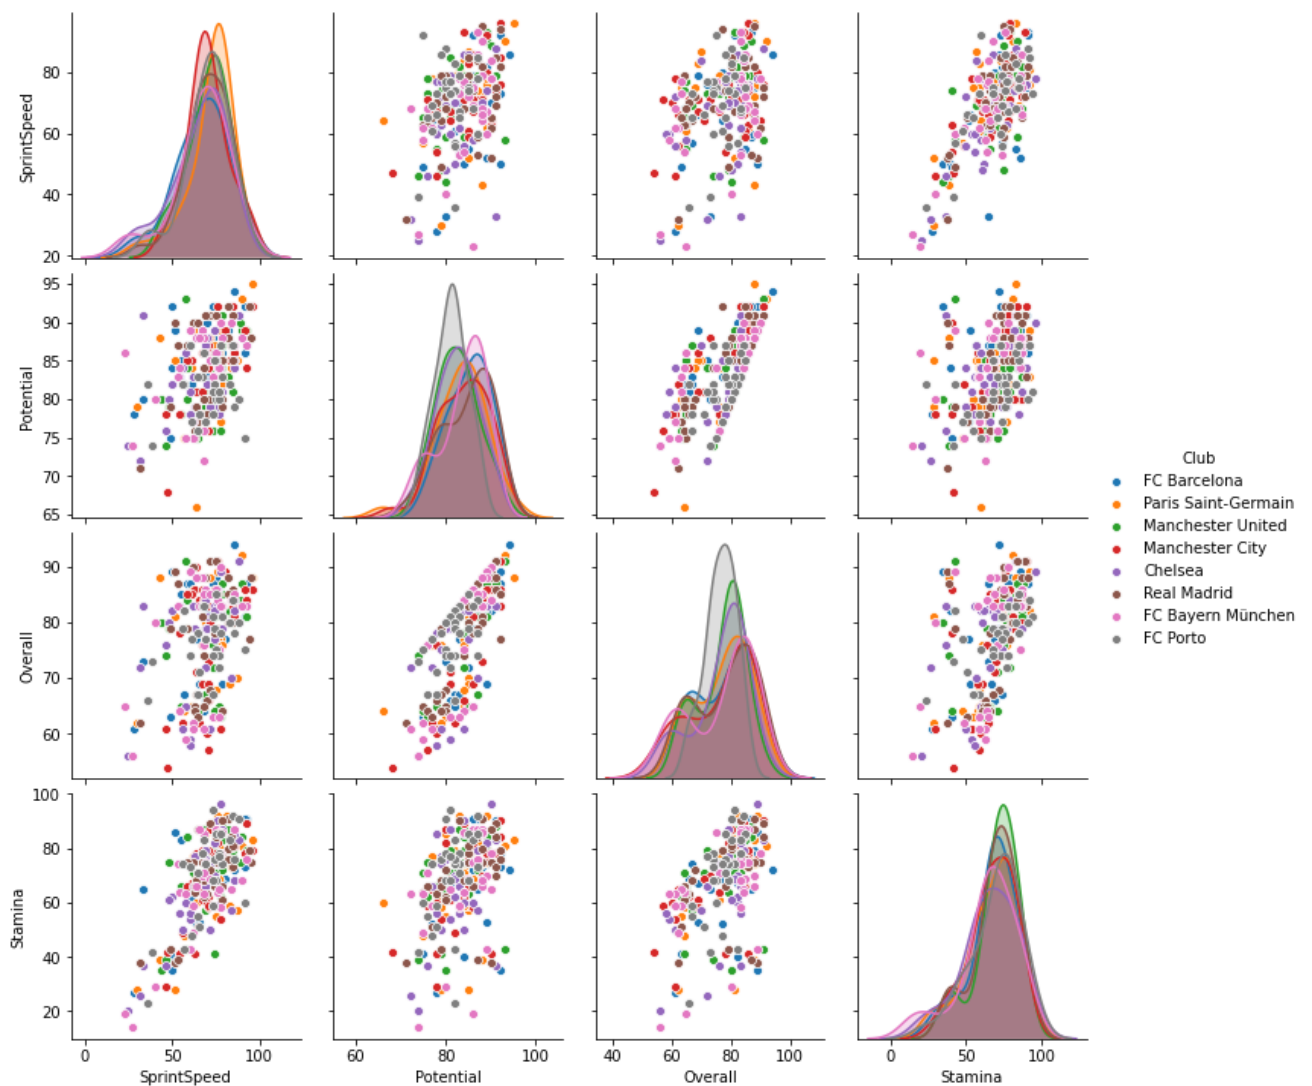 SprintSpeed
80
60
40
20
Potential
95
90
85
80
75
70
65
Club
FC Barcelona
Paris Saint-Germain
Manchester United
Manchester City
Chelsea
Real Madrid
FC Bayern München
FC Porto
Overall
90
80
70
60
Stamina
100
80
60
40
20
0 50 100 60 80 100 40 60 80 100 0 50 100
SprintSpeed Potential Overall Stamina